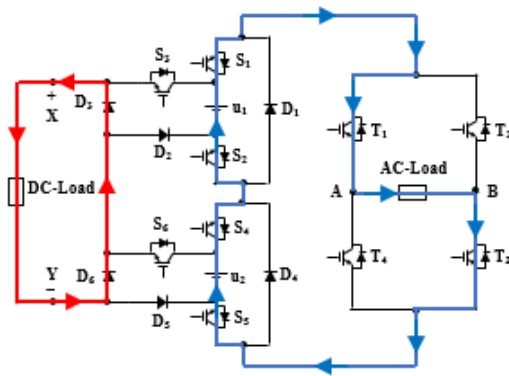 S₃
S₁
+
D₃
X
u₁
D₁
T₁
T₂
D₂
S₂
DC-Load
AC-Load
A
B
S₆
S₄
Y
D₆
u₂
D₄
T₄
T₃
−
D₅
S₅